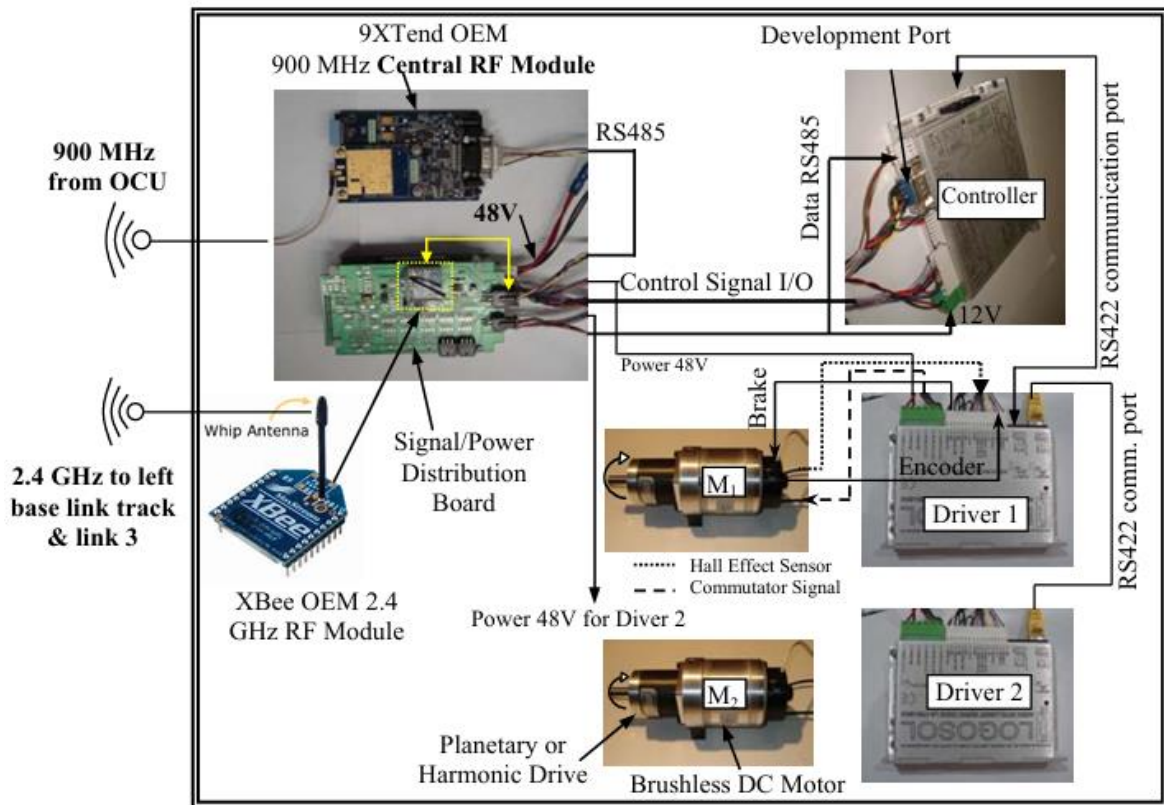 9XTend OEM
900 MHz Central RF Module
Development Port
RS485
900 MHz
from OCU
48V
Data RS485
Controller
RS422 communication port
Control Signal I/O
12V
Power 48V
Brake
Whip Antenna
Signal/Power
Distribution
Board
M1
Encoder
Driver 1
RS422 comm. port
2.4 GHz to left
base link track
& link 3
XBee
Hall Effect Sensor
Commutator Signal
XBee OEM 2.4
GHz RF Module
Power 48V for Diver 2
M2
Driver 2
LOGOSOL
Planetary or
Harmonic Drive
Brushless DC Motor